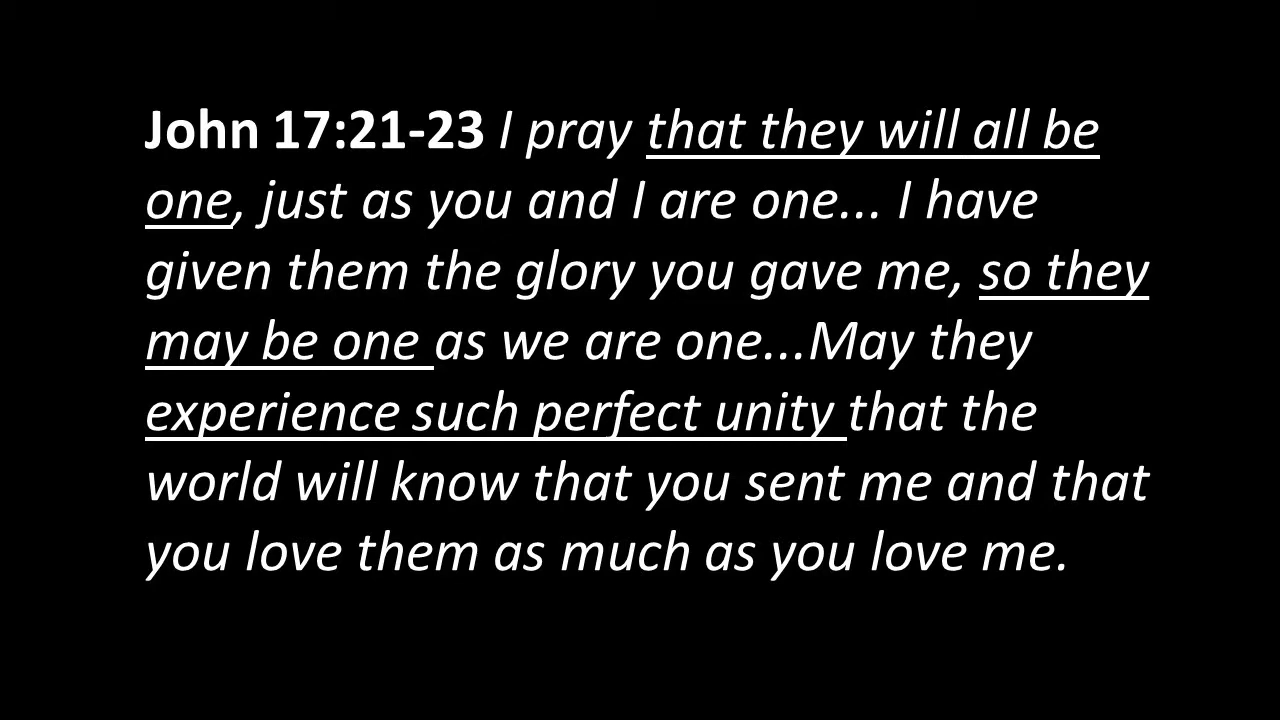 John 17:21-23 I pray that they will all be
one, just as you and I are one... I have
given them the glory you gave me, so they
may be one as we are one...May they
experience such perfect unity that the
world will know that you sent me and that
you love them as much as you love me.